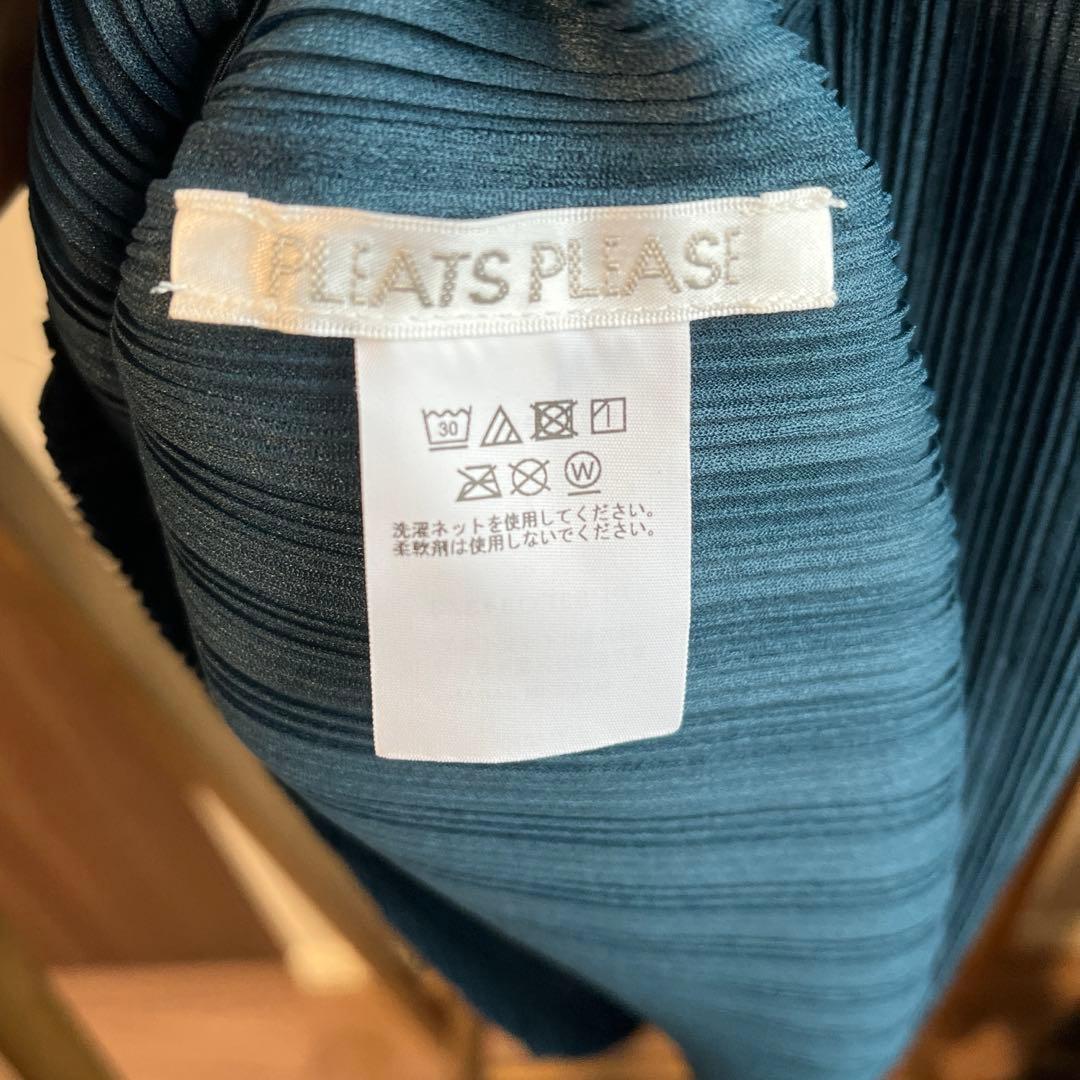 PLEATS PLEASE
30
W
洗濯ネットを使用してください。
柔軟剤は使用しないでください。